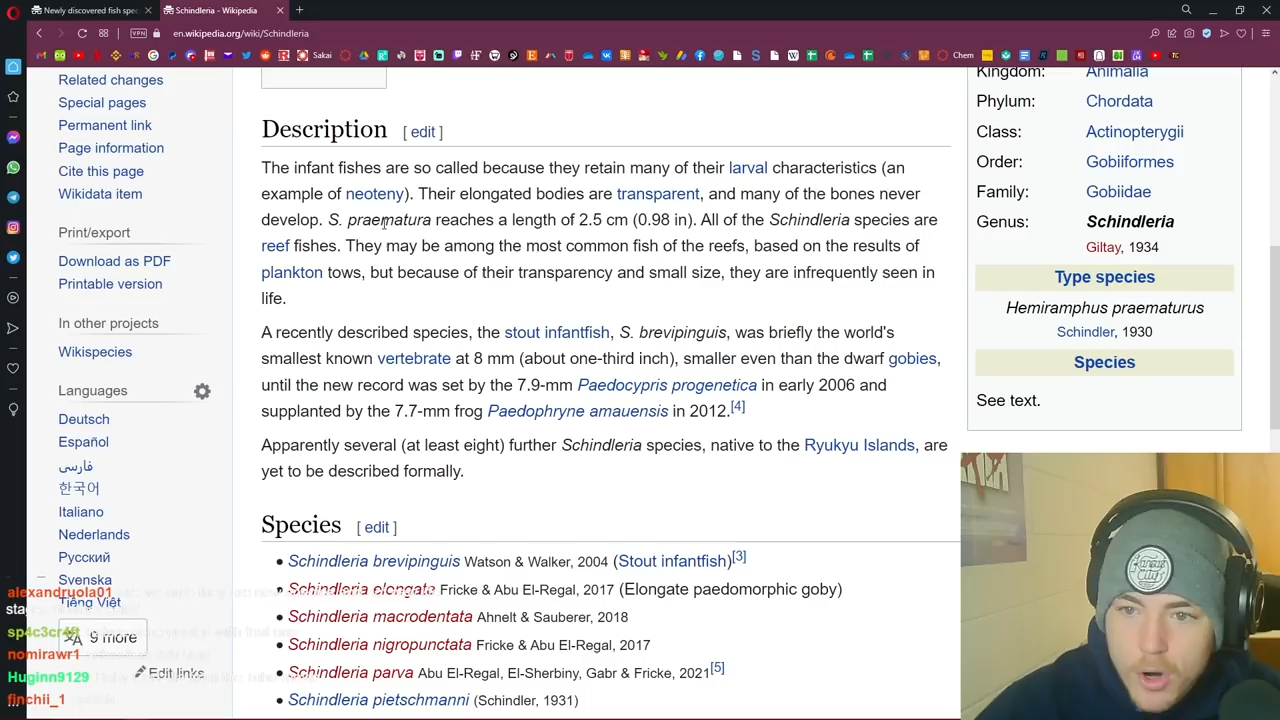 Newly discovered fish spec
Schindleria - Wikipedia
VPN
en.wikipedia.org/wiki/Schindleria
Sakai
Chem
Related changes
Special pages
Permanent link
Page information
Cite this page
Wikidata item
Print/export
Download as PDF
Printable version
In other projects
Wikispecies
Languages
Deutsch
Español
فارسی
한국어
Italiano
Nederlands
Русский
Svenska
Tiếng Việt
9 more
Edit links
alexandruola01
sp4c3cr4ft
nomirawr1
Huginn9129
finchii_1
Description [ edit ]
The infant fishes are so called because they retain many of their larval characteristics (an
example of neoteny). Their elongated bodies are transparent, and many of the bones never
develop. S. praematura reaches a length of 2.5 cm (0.98 in). All of the Schindleria species are
reef fishes. They may be among the most common fish of the reefs, based on the results of
plankton tows, but because of their transparency and small size, they are infrequently seen in
life.
A recently described species, the stout infantfish, S. brevipinguis, was briefly the world's
smallest known vertebrate at 8 mm (about one-third inch), smaller even than the dwarf gobies,
until the new record was set by the 7.9-mm Paedocypris progenetica in early 2006 and
supplanted by the 7.7-mm frog Paedophryne amauensis in 2012.[4]
Apparently several (at least eight) further Schindleria species, native to the Ryukyu Islands, are
yet to be described formally.
Species [ edit ]
• Schindleria brevipinguis Watson & Walker, 2004 (Stout infantfish)[3]
• Schindleria elongata Fricke & Abu El-Regal, 2017 (Elongate paedomorphic goby)
• Schindleria macrodentata Ahnelt & Sauberer, 2018
• Schindleria nigropunctata Fricke & Abu El-Regal, 2017
• Schindleria parva Abu El-Regal, El-Sherbiny, Gabr & Fricke, 2021[5]
• Schindleria pietschmanni (Schindler, 1931)
Kingdom: Animalia
Phylum: Chordata
Class: Actinopterygii
Order: Gobiiformes
Family: Gobiidae
Genus: Schindleria
Giltay, 1934
Type species
Hemiramphus praematurus
Schindler, 1930
Species
See text.